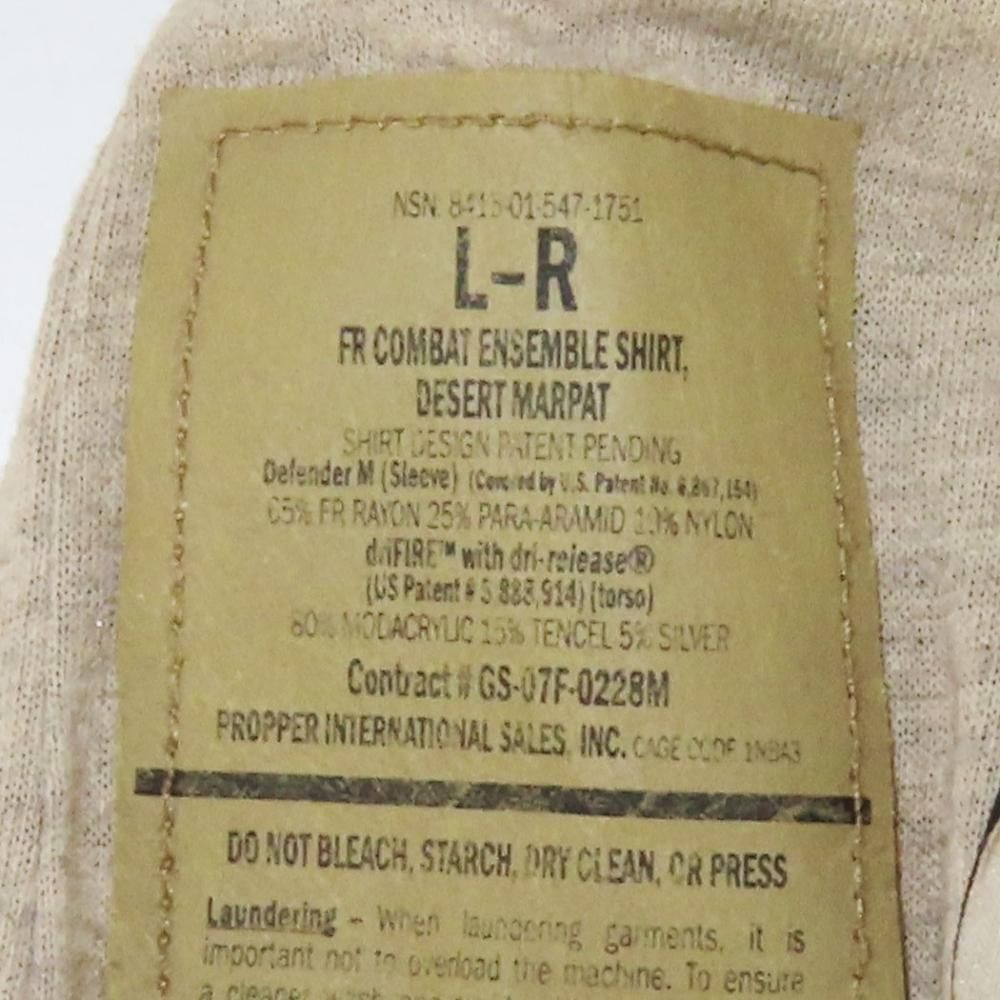 NSN. 8415-01-547-1751
L-R
FR COMBAT ENSEMBLE SHIRT,
DESERT MARPAT
SHIRT DESIGN PATENT PENDING
Defender M (Sleeve) (Covered by U.S. Patent No. 6,867,154)
65% FR RAYON 25% PARA-ARAMID 10% NYLON
driFIRE™ with dri-release®
(US Patent # 5 888,914) (torso)
80% MODACRYLIC 15% TENCEL 5% SILVER
Contract # GS-07F-0228M
PROPPER INTERNATIONAL SALES, INC. CAGE CODE 1NBA3
DO NOT BLEACH, STARCH, DRY CLEAN, OR PRESS
Laundering - When laundering garments, it is
important not to overload the machine. To ensure
a cleaner wash and